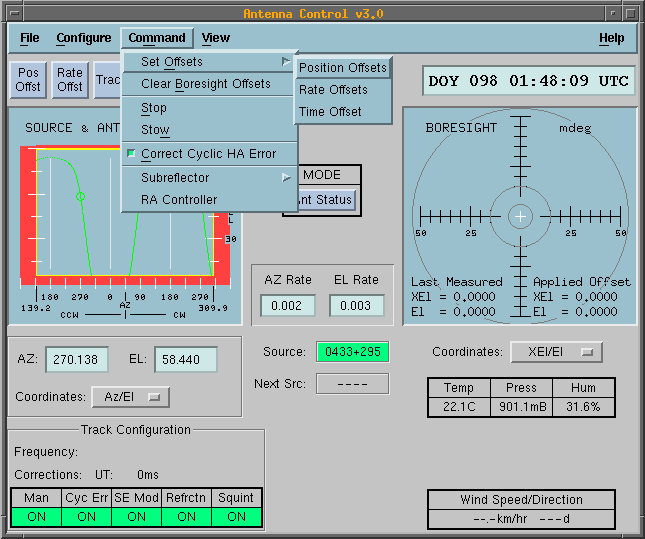 Antenna Control v3.0
File Configure Command View Help
Pos Offst
Rate Offst
Trac
Set Offsets
Clear Boresight Offsets
Stop
Stow
Correct Cyclic HA Error
Subreflector
RA Controller
Position Offsets
Rate Offsets
Time Offset
DOY 098 01:48:09 UTC
SOURCE & ANT
30
180 270 0 90 180 270
139.2 AZ 309.9
CCW CW
MODE
nt Status
BORESIGHT mdeg
50 25 25 50
Last Measured Applied Offset
XEl = 0.0000 XEl = 0.0000
El = 0.0000 El = 0.0000
AZ Rate EL Rate
0.002 0.003
AZ: 270.138 EL: 58.440
Coordinates: Az/El
Source: 0433+295
Next Src: ----
Coordinates: XEl/El
Temp Press Hum
22.1C 901.1mB 31.6%
Track Configuration
Frequency:
Corrections: UT: 0ms
Man Cyc Err SE Mod Refrctn Squint
ON ON ON ON ON
Wind Speed/Direction
--.-km/hr ---d